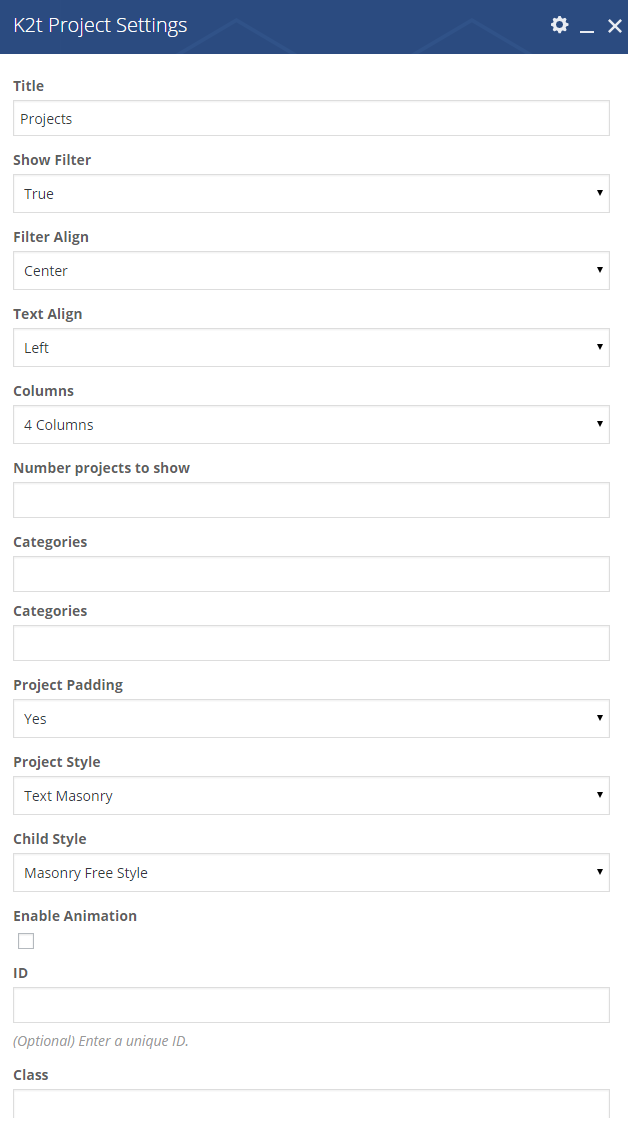 K2t Project Settings
Title
Projects
Show Filter
True
Filter Align
Center
Text Align
Left
Columns
4 Columns
Number projects to show
Categories
Categories
Project Padding
Yes
Project Style
Text Masonry
Child Style
Masonry Free Style
Enable Animation
ID
(Optional) Enter a unique ID.
Class